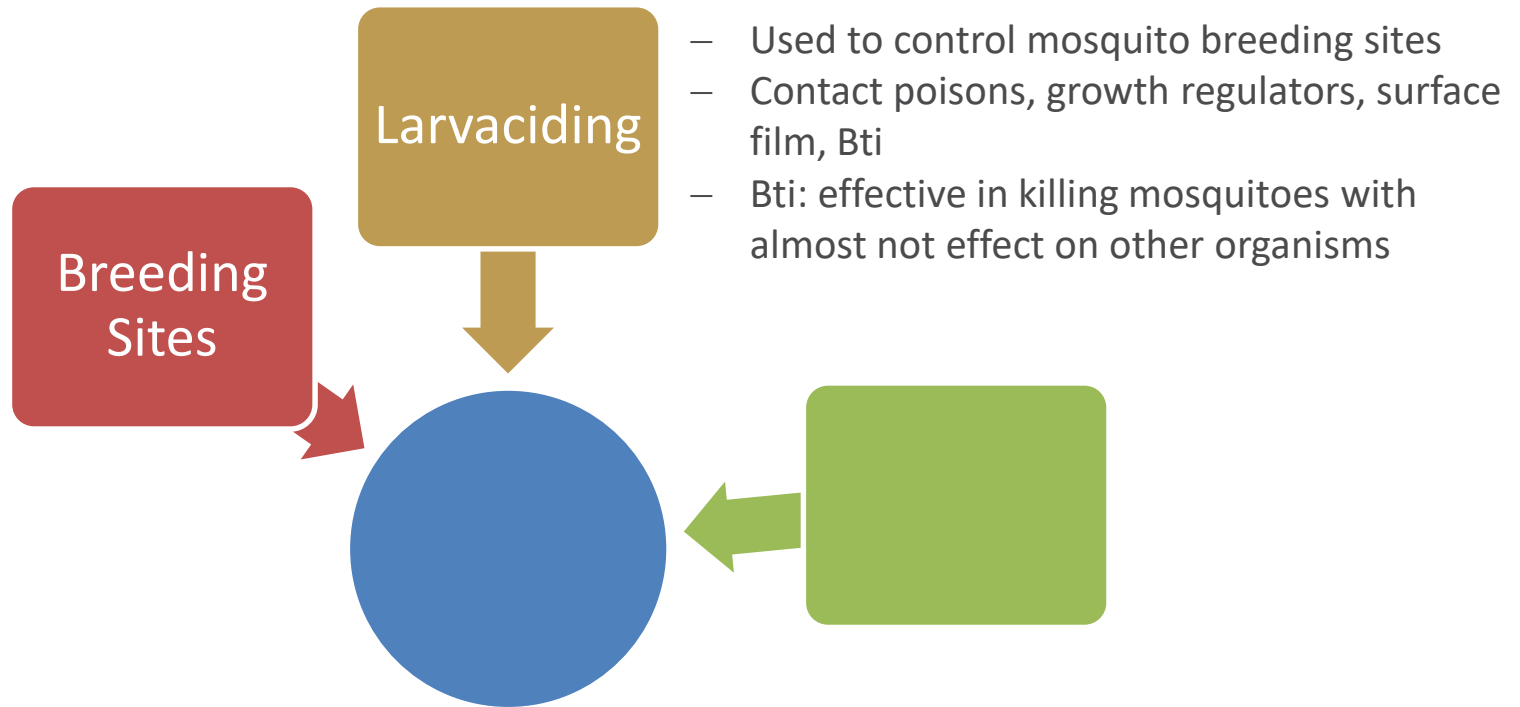 Larvaciding
– Used to control mosquito breeding sites
– Contact poisons, growth regulators, surface
film, Bti
– Bti: effective in killing mosquitoes with
almost not effect on other organisms
Breeding
Sites